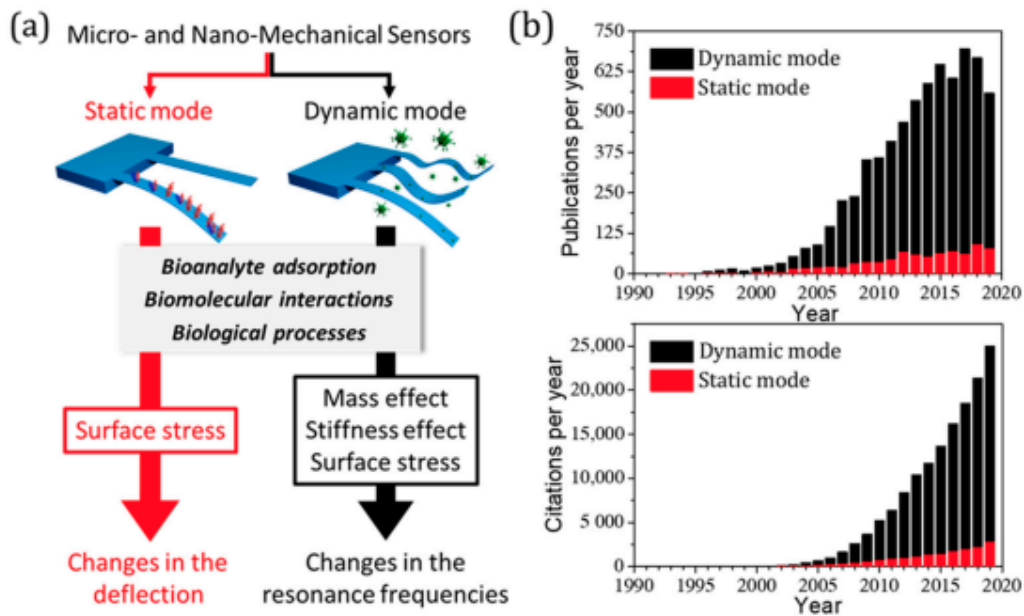 (a)
Micro- and Nano-Mechanical Sensors
Static mode
Dynamic mode
Bioanalyte adsorption
Biomolecular interactions
Biological processes
Surface stress
Mass effect
Stiffness effect
Surface stress
Changes in the
deflection
Changes in the
resonance frequencies
(b)
Pubilcations per year
750
625
500
375
250
125
0
Dynamic mode
Static mode
1990 1995 2000 2005 2010 2015 2020
Year
Citations per year
25,000
20,000
15,000
10,000
5 000
0
Dynamic mode
Static mode
1990 1995 2000 2005 2010 2015 2020
Year